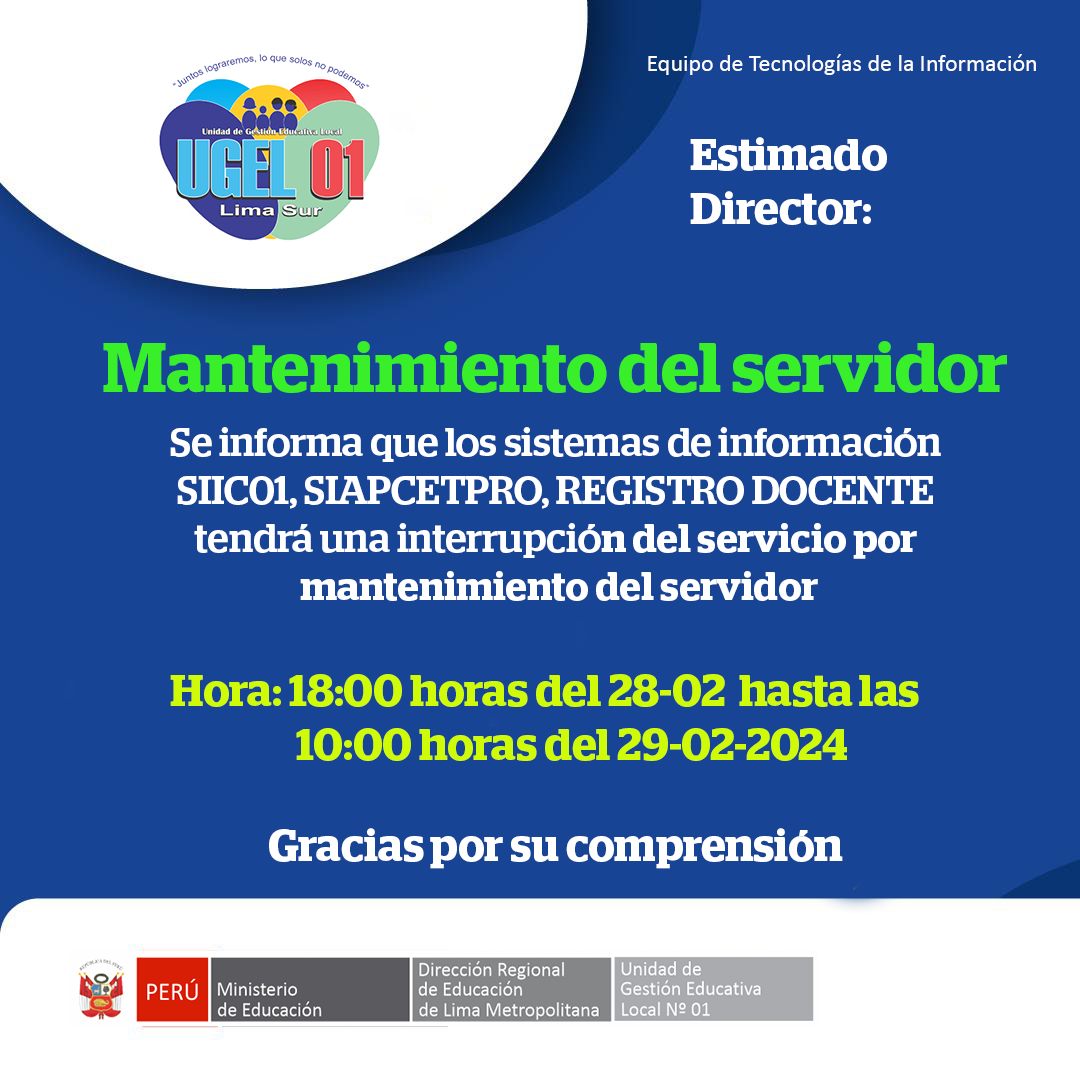 "Juntos lograremos, lo que solos no podemos"
Unidad de Gestión Educativa Local
UGEL 01
Lima Sur
Equipo de Tecnologías de la Información
Estimado
Director:
Mantenimiento del servidor
Se informa que los sistemas de información
SIIC01, SIAPCETPRO, REGISTRO DOCENTE
tendrá una interrupción del servicio por
mantenimiento del servidor
Hora: 18:00 horas del 28-02 hasta las
10:00 horas del 29-02-2024
Gracias por su comprensión
REPÚBLICA DEL PERÚ
PERÚ
Ministerio
de Educación
Dirección Regional
de Educación
de Lima Metropolitana
Unidad de
Gestión Educativa
Local Nº 01